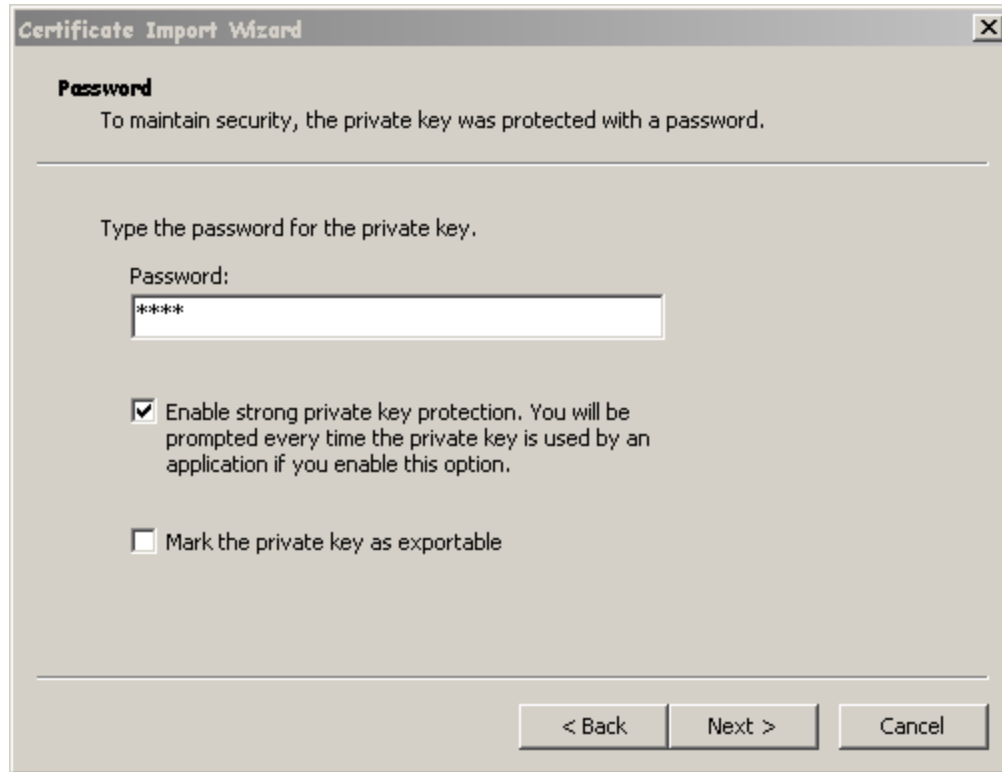 Certificate Import Wizard
Password
To maintain security, the private key was protected with a password.
Type the password for the private key.
Password:
****
Enable strong private key protection. You will be
prompted every time the private key is used by an
application if you enable this option.
Mark the private key as exportable
< Back
Next >
Cancel